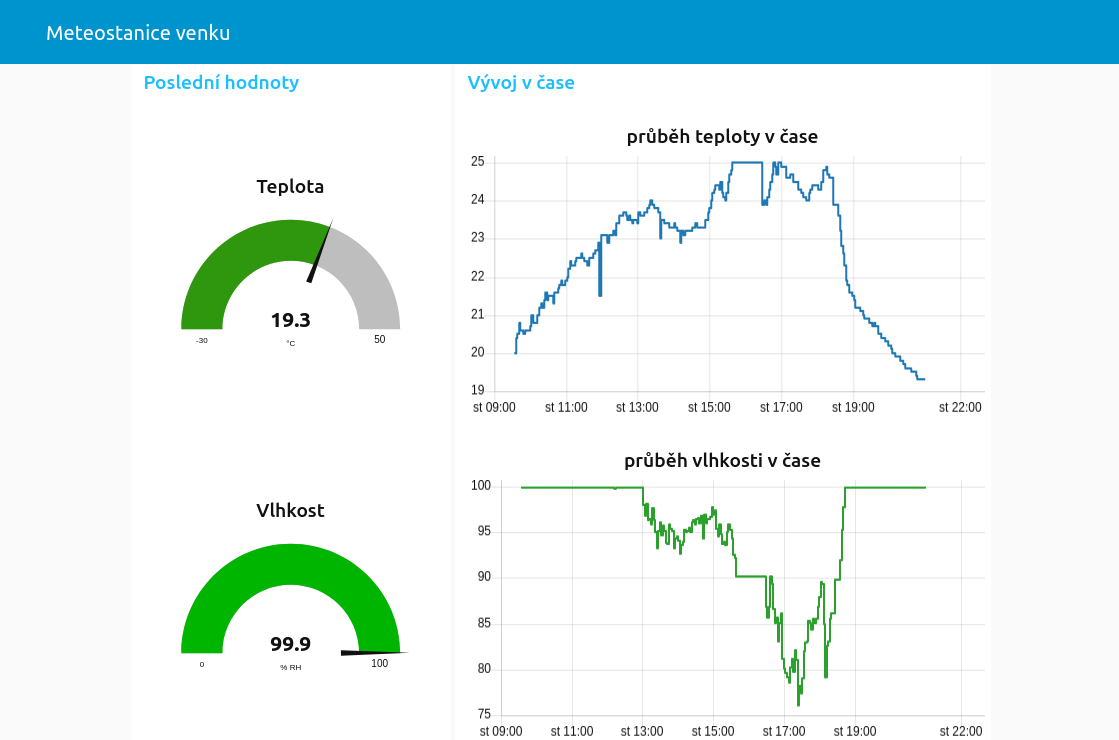 Meteostanice venku
Poslední hodnoty
Teplota
19.3
-30
°C
50
Vlhkost
99.9
0
% RH
100
Vývoj v čase
průběh teploty v čase
25
24
23
22
21
20
19
st 09:00 st 11:00 st 13:00 st 15:00 st 17:00 st 19:00 st 22:00
průběh vlhkosti v čase
100
95
90
85
80
75
st 09:00 st 11:00 st 13:00 st 15:00 st 17:00 st 19:00 st 22:00